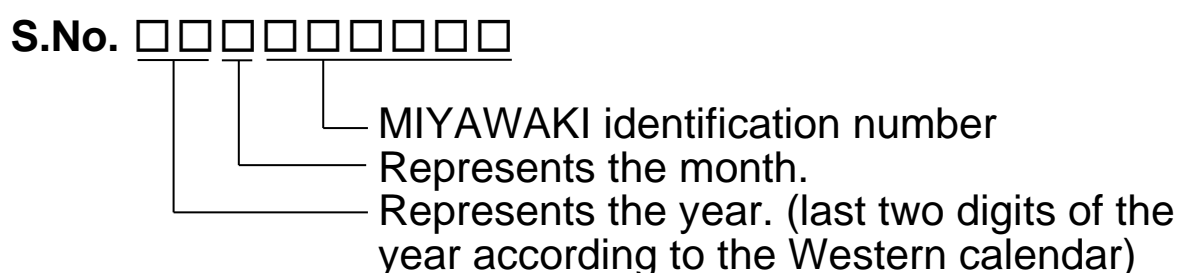 S.No. □□□□□□□□□
MIYAWAKI identification number
Represents the month.
Represents the year. (last two digits of the
year according to the Western calendar)